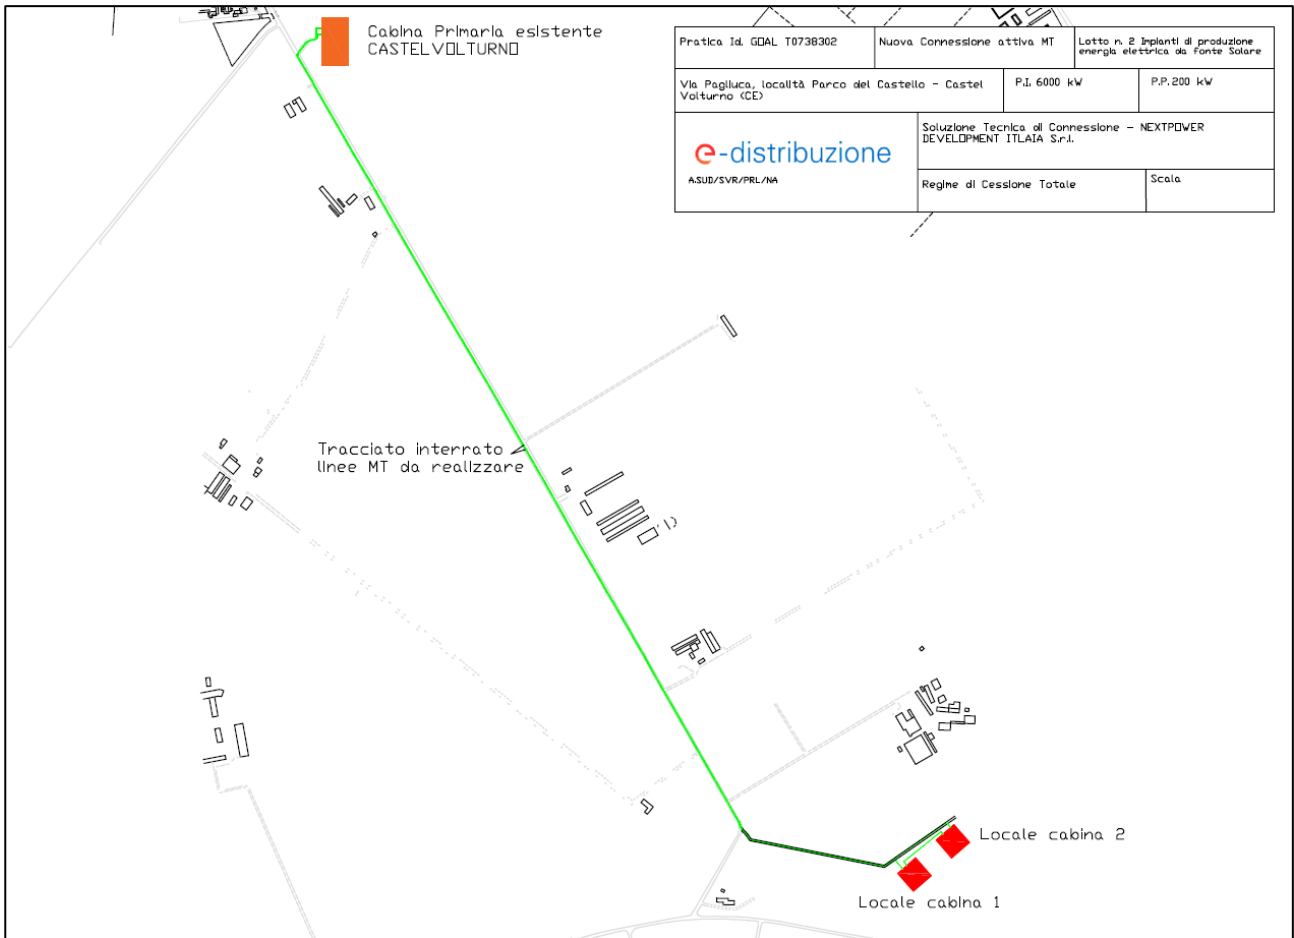 Cabina Primaria esistente
CASTELVOLTURNO
Pratica Id. GOAL T0738302
Nuova Connessione attiva MT
Lotto n. 2 Impianti di produzione
energia elettrica da fonte Solare
Via Pagliuca, località Parco del Castello - Castel
Volturno (CE)
P.I. 6000 kW
P.P. 200 kW
e-distribuzione
A.SUD/SVR/PRL/NA
Soluzione Tecnica di Connessione - NEXTPOWER
DEVELOPMENT ITLAIA S.r.l.
Regime di Cessione Totale
Scala
Tracciato interrato
linee MT da realizzare
Locale cabina 2
Locale cabina 1